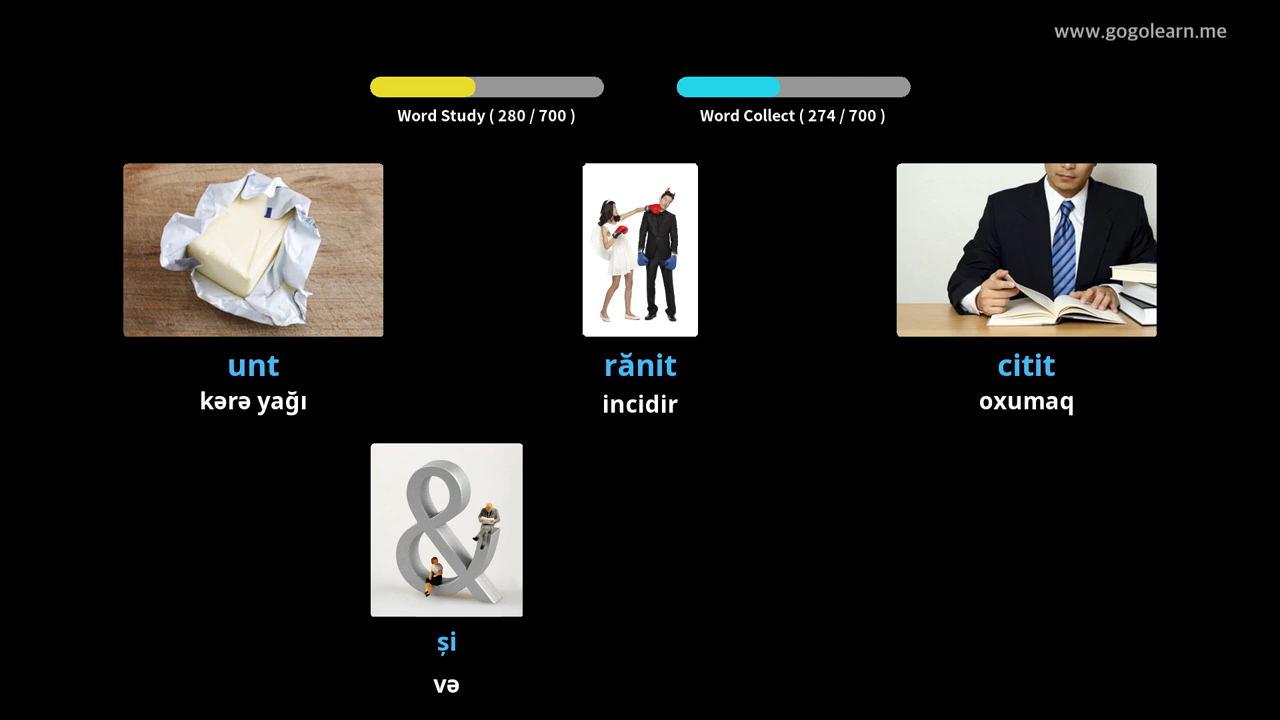 www.gogolearn.me
Word Study ( 280 / 700 )
Word Collect ( 274 / 700 )
unt
rănit
citit
kərə yağı
incidir
oxumaq
&
și
və